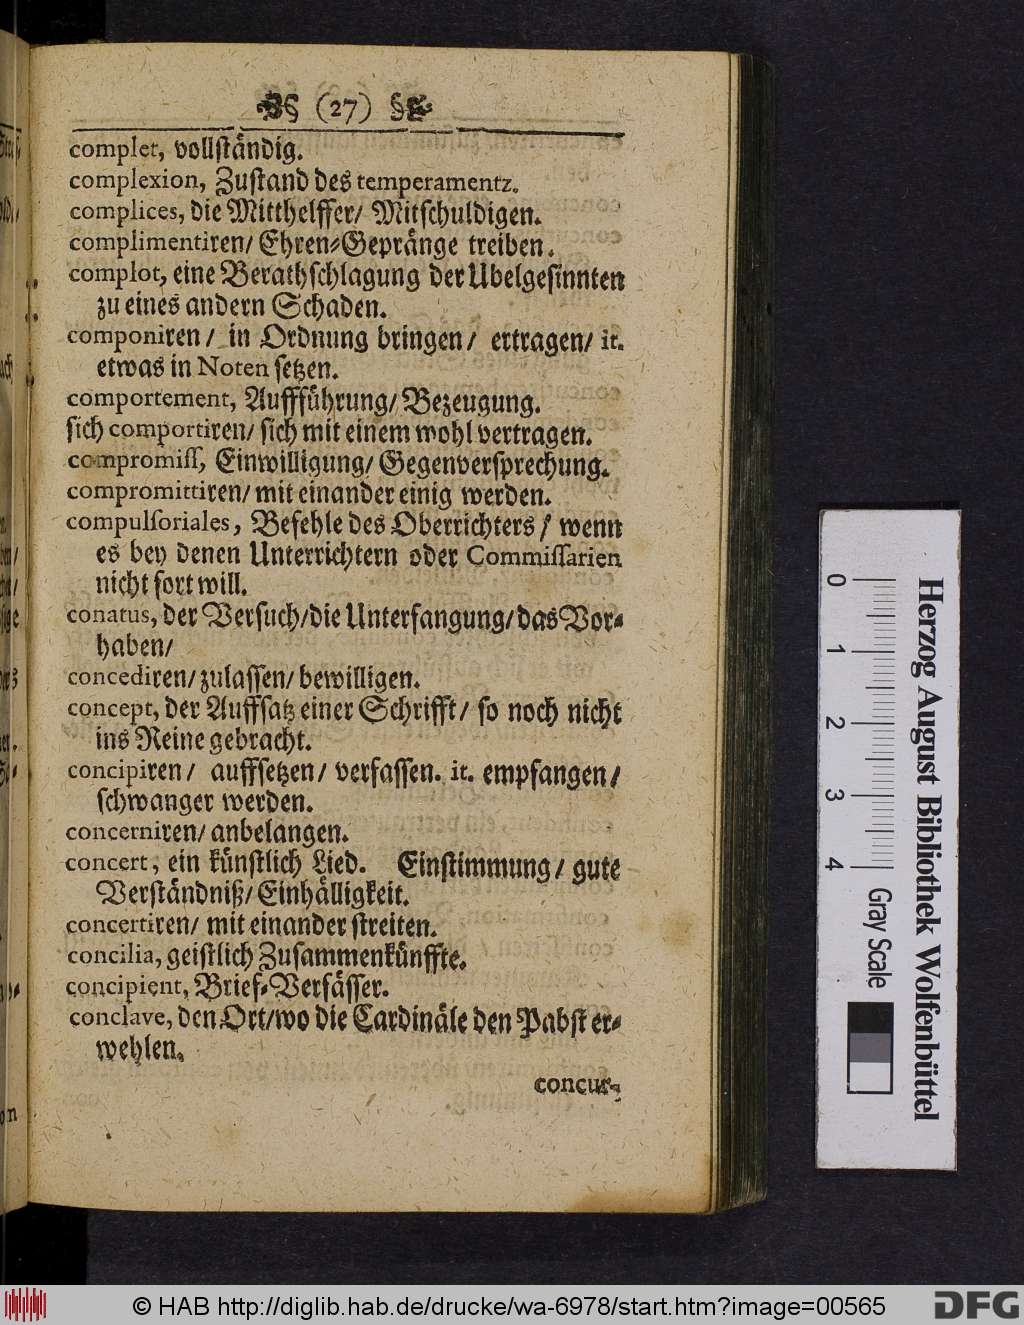 (27)
complet, vollständig.
complexion, Zustand des temperamentz.
complices, die Mitthelffer/ Mitschuldigen.
complimentiren/ Ehren-Gepränge treiben.
complot, eine Berathschlagung der Ubelgesinnten
zu eines andern Schaden.
componiren/ in Ordnung bringen/ ertragen/ it.
etwas in Noten setzen.
comportement, Auffführung/ Bezeugung.
sich comportiren/ sich mit einem wohl vertragen.
compromiss, Einwilligung/ Gegenversprechung.
compromittiren/ mit einander einig werden.
compulsoriales, Befehle des Oberrichters/ wenn
es bey denen Unterrichtern oder Commissarien
nicht fort will.
conatus, der Versuch/die Unterfangung/das Vor-
haben/
concediren/ zulassen/ bewilligen.
concept, der Auffsatz einer Schrifft/ so noch nicht
ins Reine gebracht.
concipiren/ auffsetzen/ verfassen. it. empfangen/
schwanger werden.
concerniren/ anbelangen.
concert, ein künstlich Lied. Einstimmung/ gute
Verständniß/ Einhälligkeit.
concertiren/ mit einander streiten.
concilia, geistlich Zusammenkünffte.
concipient, Brief-Verfässer.
conclave, den Ort/wo die Cardinäle den Pabst er-
wehlen.
concur-
Herzog August Bibliothek Wolfenbüttel
0 1 2 3 4
Gray Scale
© HAB http://diglib.hab.de/drucke/wa-6978/start.htm?image=00565
DFG